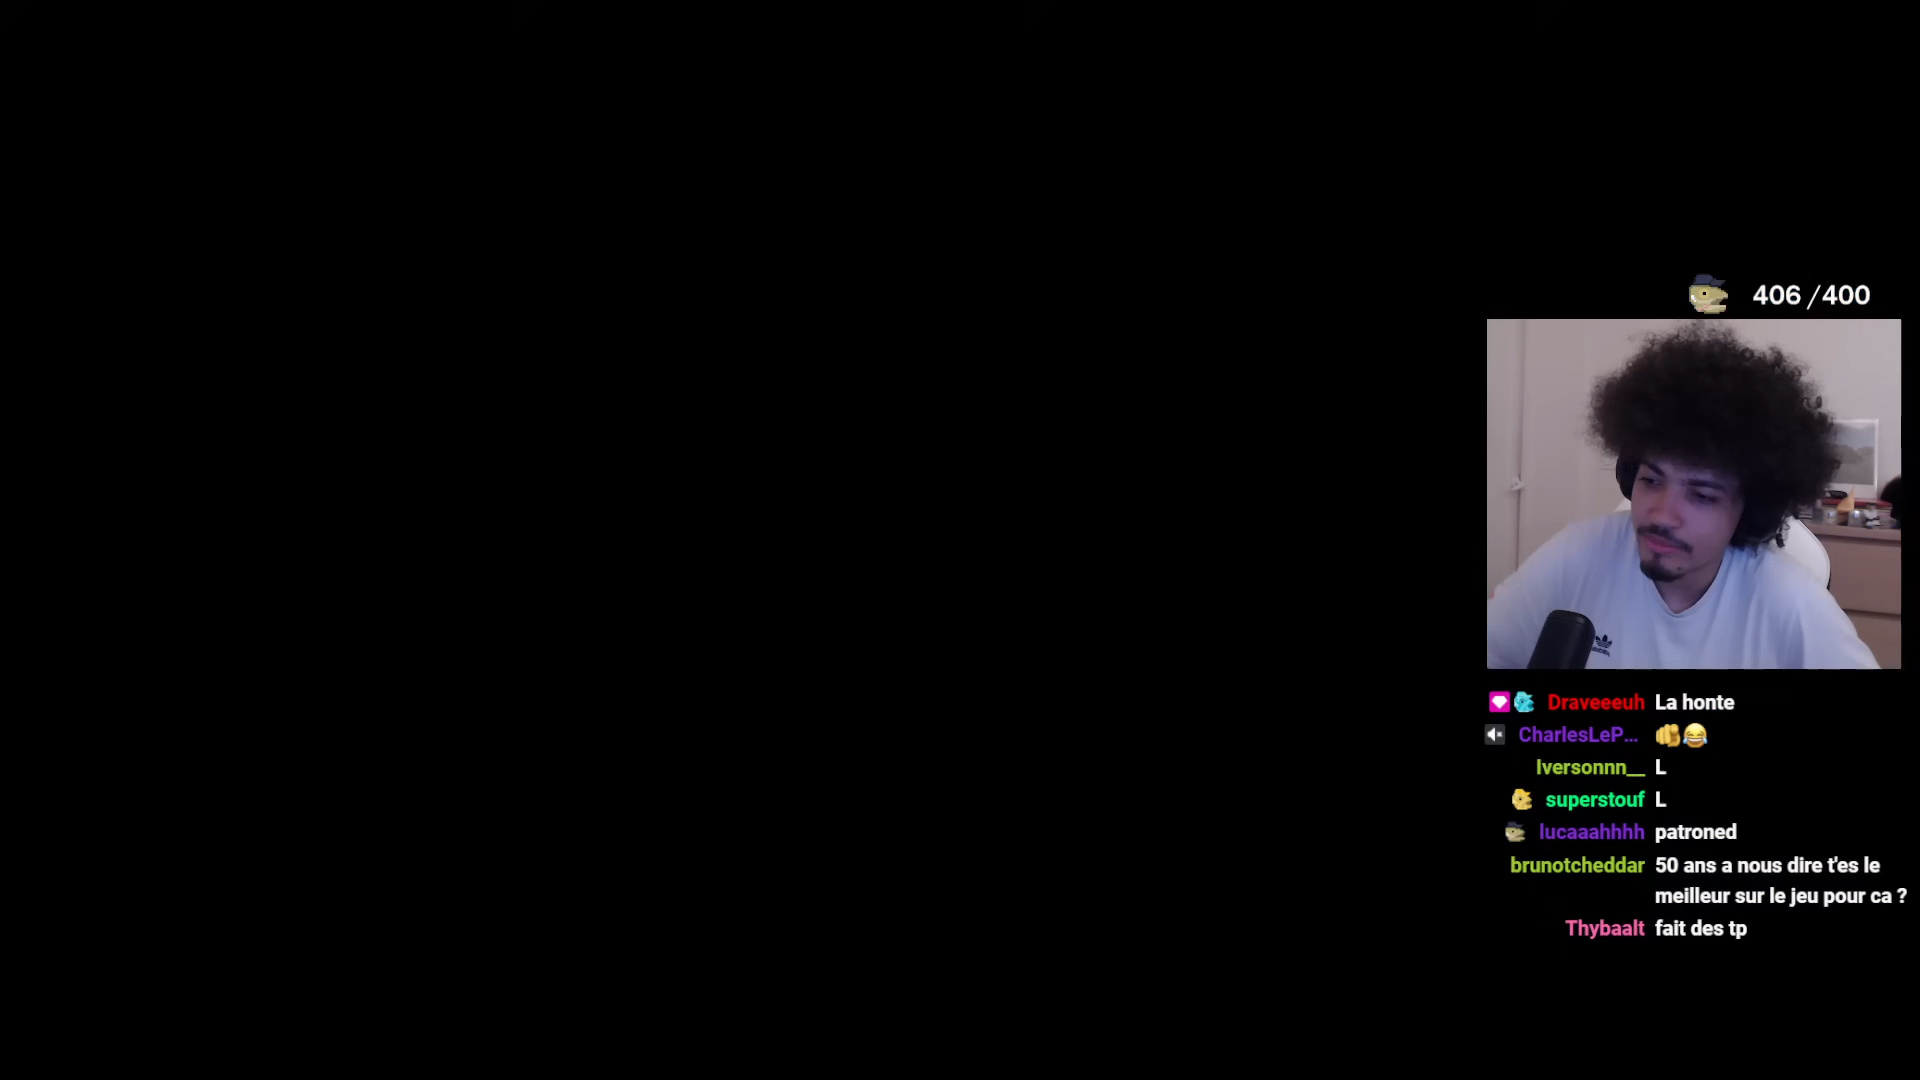 406 /400
Draveeeuh La honte
CharlesLeP... 🫵😂
Iversonnn__ L
superstouf L
lucaaahhhh patroned
brunotcheddar 50 ans a nous dire t'es le
meilleur sur le jeu pour ca ?
Thybaalt fait des tp